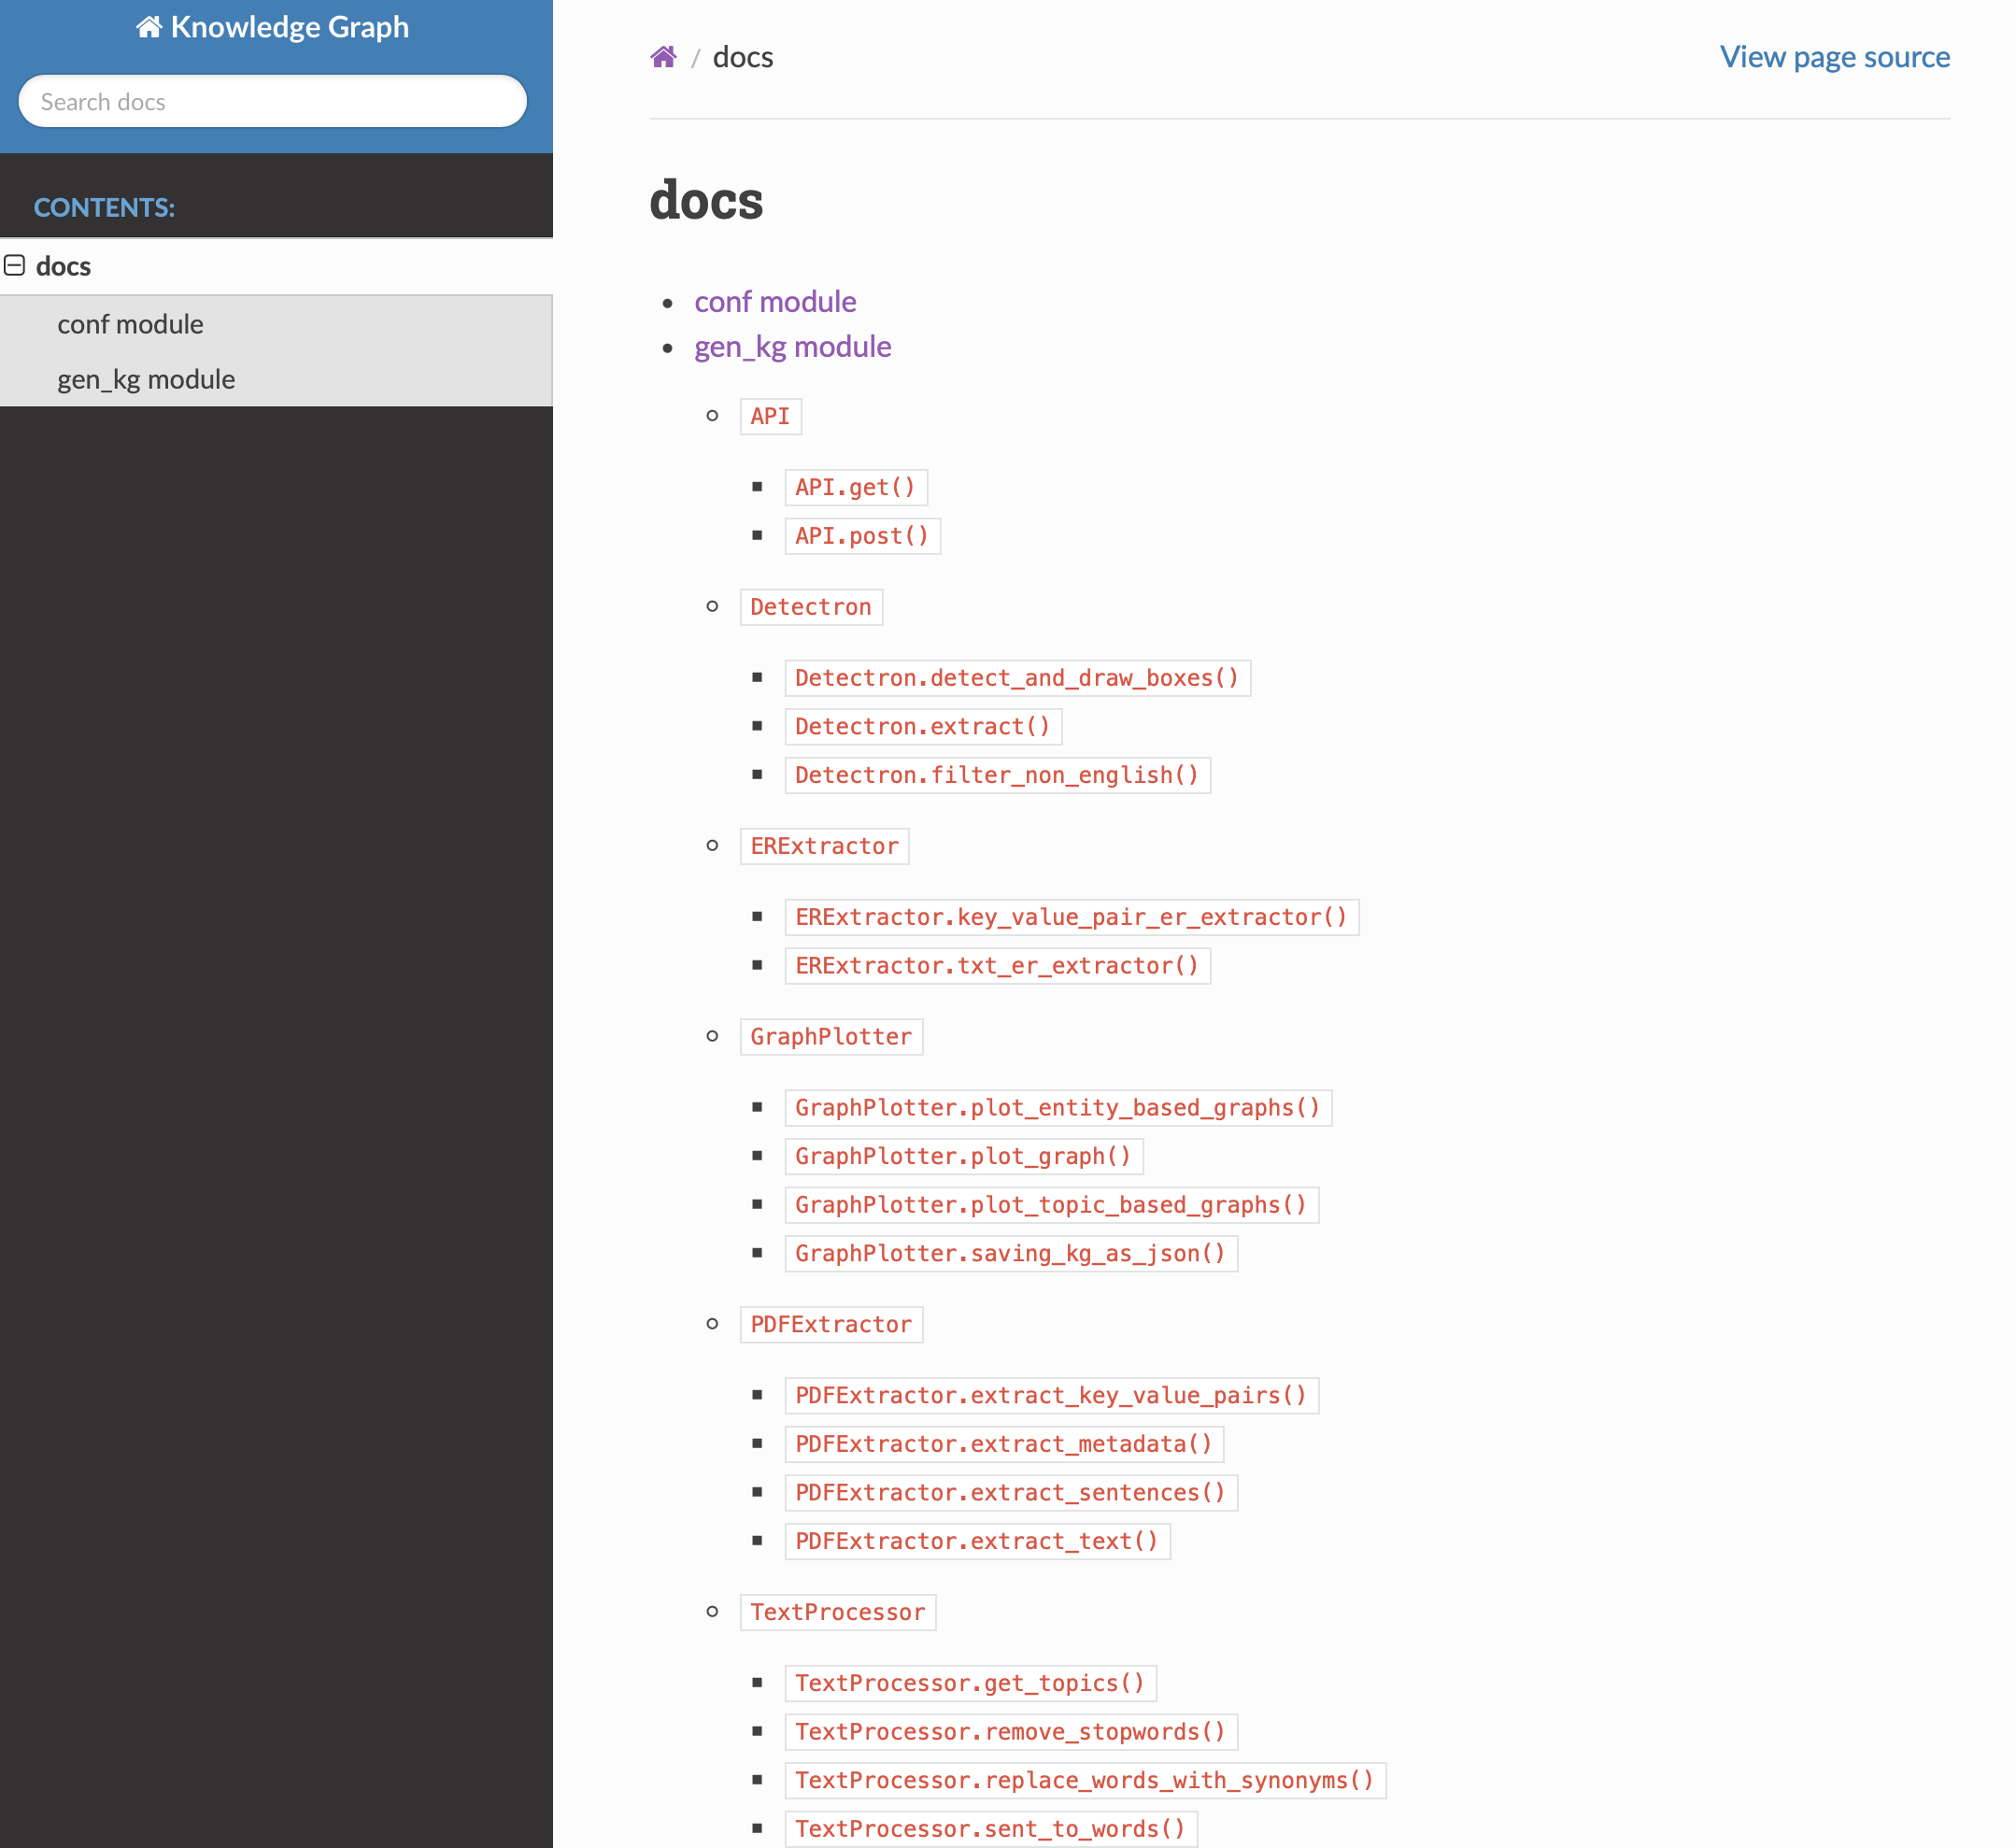 Knowledge Graph
Search docs
CONTENTS:
docs
conf module
gen_kg module
/ docs
View page source
docs
conf module
gen_kg module
API
API.get()
API.post()
Detectron
Detectron.detect_and_draw_boxes()
Detectron.extract()
Detectron.filter_non_english()
ERExtractor
ERExtractor.key_value_pair_er_extractor()
ERExtractor.txt_er_extractor()
GraphPlotter
GraphPlotter.plot_entity_based_graphs()
GraphPlotter.plot_graph()
GraphPlotter.plot_topic_based_graphs()
GraphPlotter.saving_kg_as_json()
PDFExtractor
PDFExtractor.extract_key_value_pairs()
PDFExtractor.extract_metadata()
PDFExtractor.extract_sentences()
PDFExtractor.extract_text()
TextProcessor
TextProcessor.get_topics()
TextProcessor.remove_stopwords()
TextProcessor.replace_words_with_synonyms()
TextProcessor.sent_to_words()